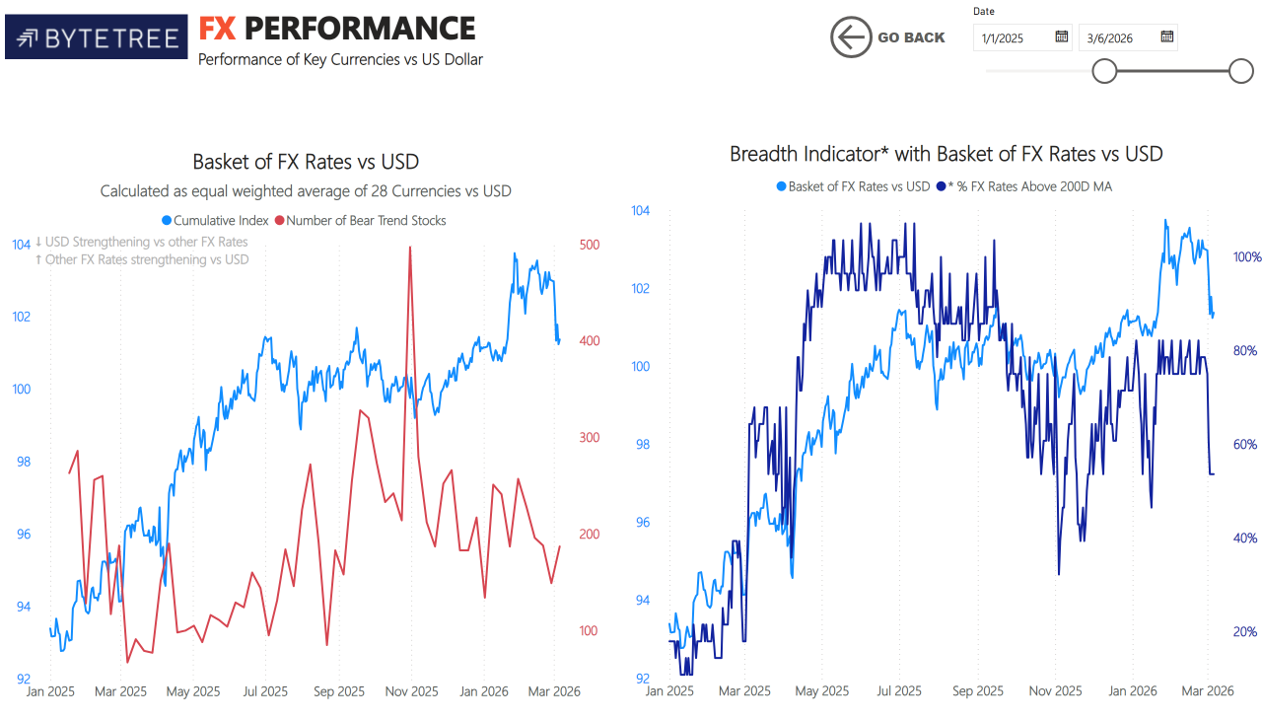 BYTETREE
FX PERFORMANCE
Performance of Key Currencies vs US Dollar
GO BACK
Date
1/1/2025
3/6/2026
Basket of FX Rates vs USD
Calculated as equal weighted average of 28 Currencies vs USD
Cumulative Index Number of Bear Trend Stocks
↓ USD Strengthening vs other FX Rates
↑ Other FX Rates strengthening vs USD
104
102
100
98
96
94
92
500
400
300
200
100
Jan 2025 Mar 2025 May 2025 Jul 2025 Sep 2025 Nov 2025 Jan 2026 Mar 2026
Breadth Indicator* with Basket of FX Rates vs USD
Basket of FX Rates vs USD * % FX Rates Above 200D MA
104
102
100
98
96
94
92
100%
80%
60%
40%
20%
Jan 2025 Mar 2025 May 2025 Jul 2025 Sep 2025 Nov 2025 Jan 2026 Mar 2026